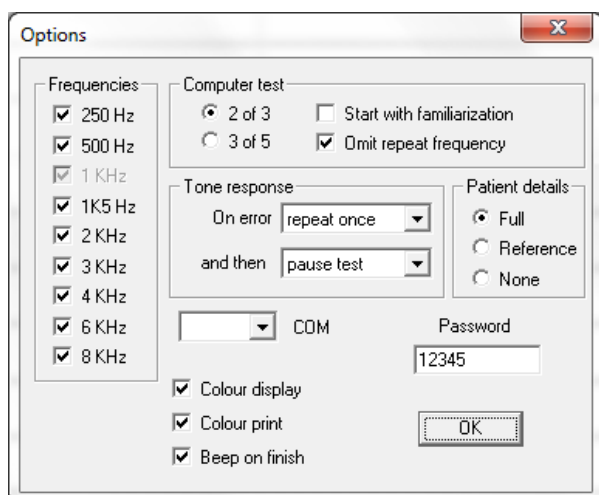 Options
Frequencies
250 Hz
500 Hz
1 KHz
1K5 Hz
2 KHz
3 KHz
4 KHz
6 KHz
8 KHz
Computer test
2 of 3
Start with familiarization
3 of 5
Omit repeat frequency
Tone response
On error repeat once
and then pause test
Patient details
Full
Reference
None
COM
Password
12345
Colour display
Colour print
Beep on finish
OK